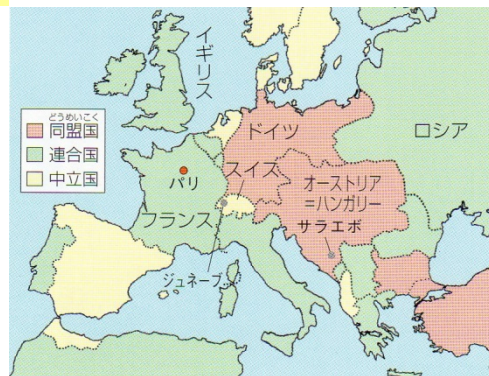 イギリス
どうめいこく
同盟国
連合国
中立国
ドイツ
ロシア
スイス
パリ
オーストリア
=ハンガリー
フランス
サラエボ
ジュネーブ